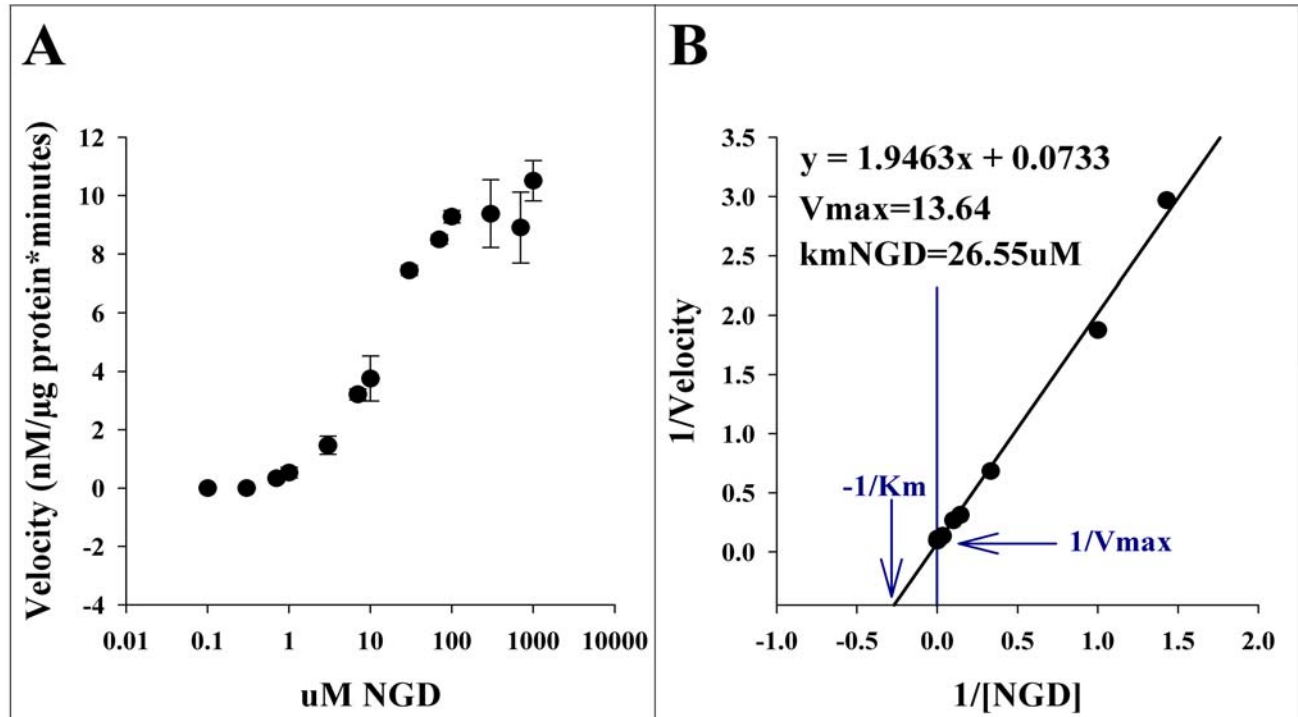 A
Velocity (nM/µg protein*minutes)
12
10
8
6
4
2
0
-2
-4
0.01
0.1
1
10
100
1000
10000
uM NGD
B
1/Velocity
3.5
3.0
2.5
2.0
1.5
1.0
0.5
0.0
y = 1.9463x + 0.0733
Vmax=13.64
kmNGD=26.55uM
-1/Km
1/Vmax
-1.0
-0.5
0.0
0.5
1.0
1.5
2.0
1/[NGD]